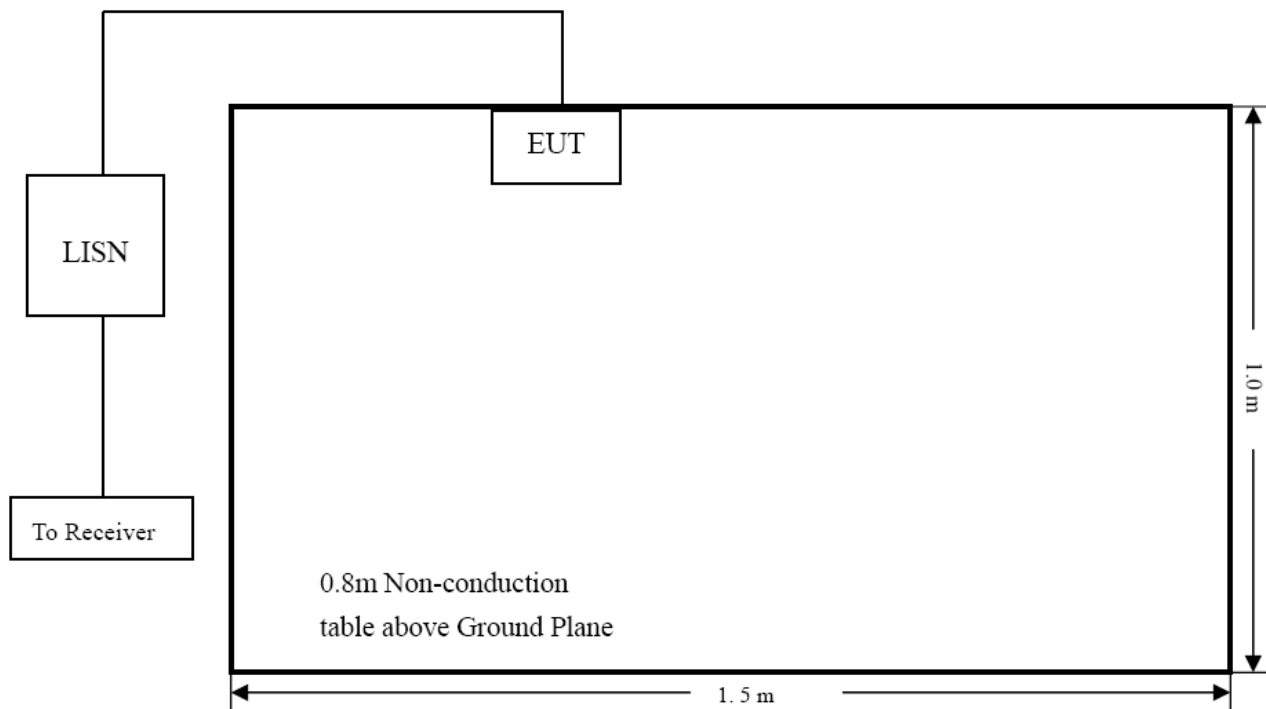 EUT
LISN
To Receiver
0.8m Non-conduction
table above Ground Plane
1.0 m
1. 5 m